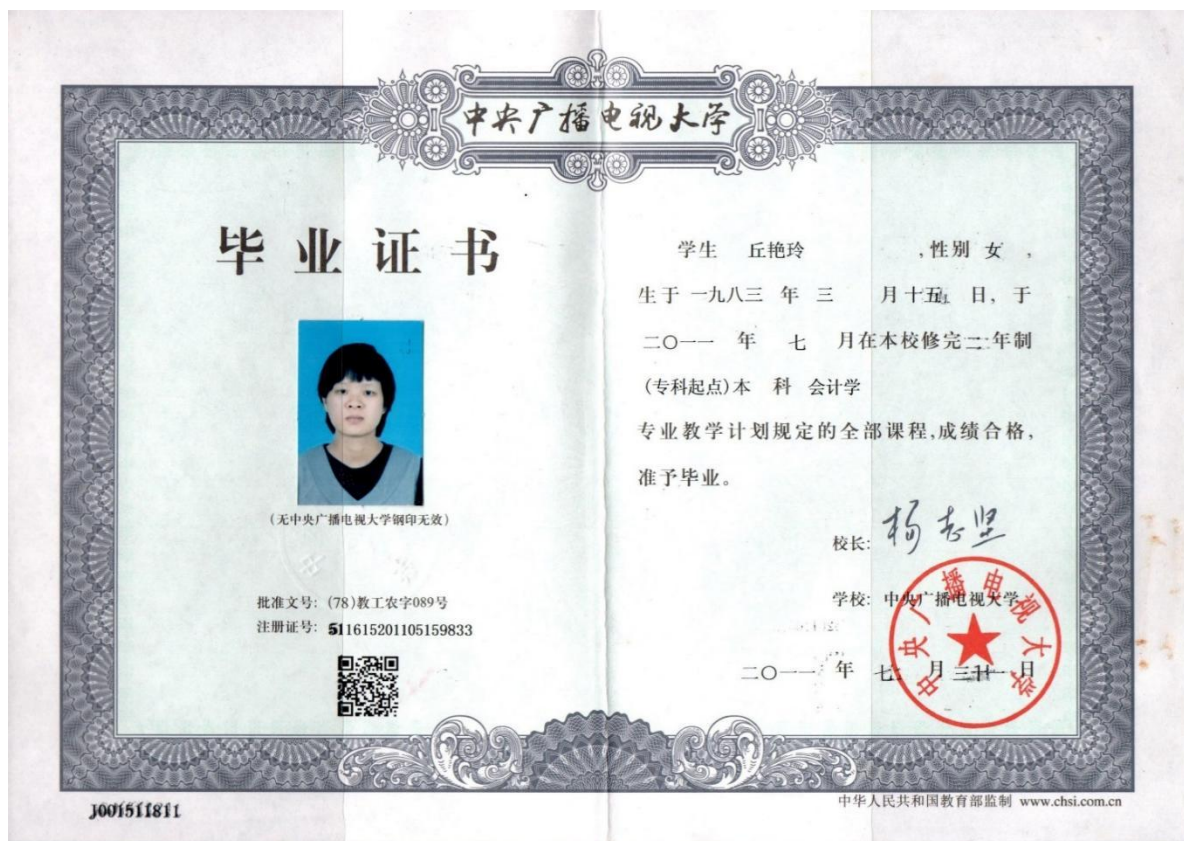 中央广播电视大学
毕业证书
(无中央广播电视大学钢印无效)
批准文号: (78)教工农字089号
注册证号: 511615201105159833
J001511811
学生 丘艳玲 ,性别 女 ,
生于 一九八三 年 三 月 十五 日, 于
二〇一一 年 七 月在本校修完 二 年制
(专科起点)本 科 会计学
专业教学计划规定的全部课程,成绩合格,
准予毕业。
校长: 杨志坚
学校: 中央广播电视大学
二〇一一 年 七 月 三十一 日
中央广播电视大学
中华人民共和国教育部监制 www.chsi.com.cn